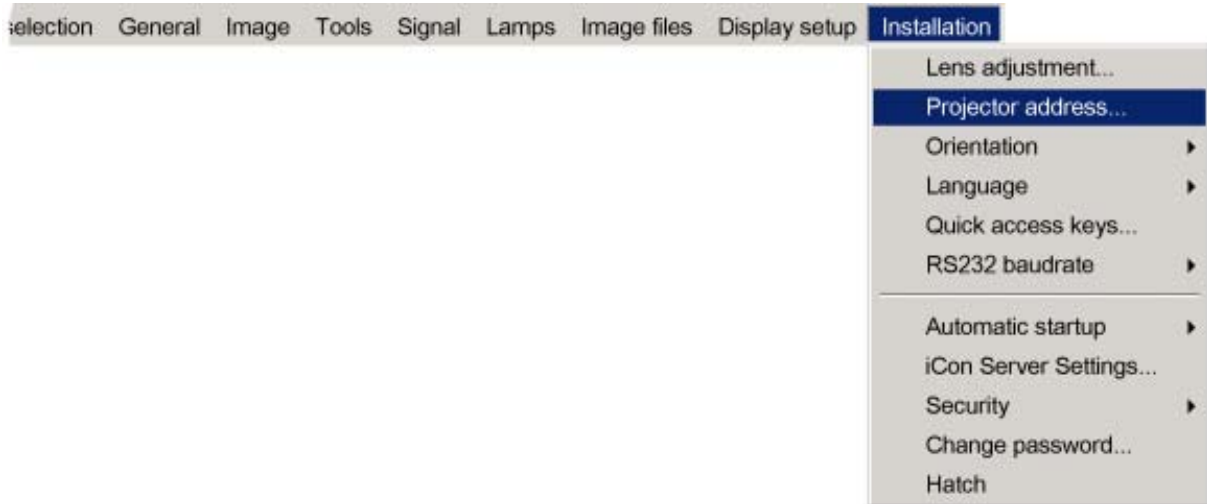 selection General Image Tools Signal Lamps Image files Display setup Installation
Lens adjustment...
Projector address...
Orientation
Language
Quick access keys...
RS232 baudrate
Automatic startup
iCon Server Settings...
Security
Change password...
Hatch